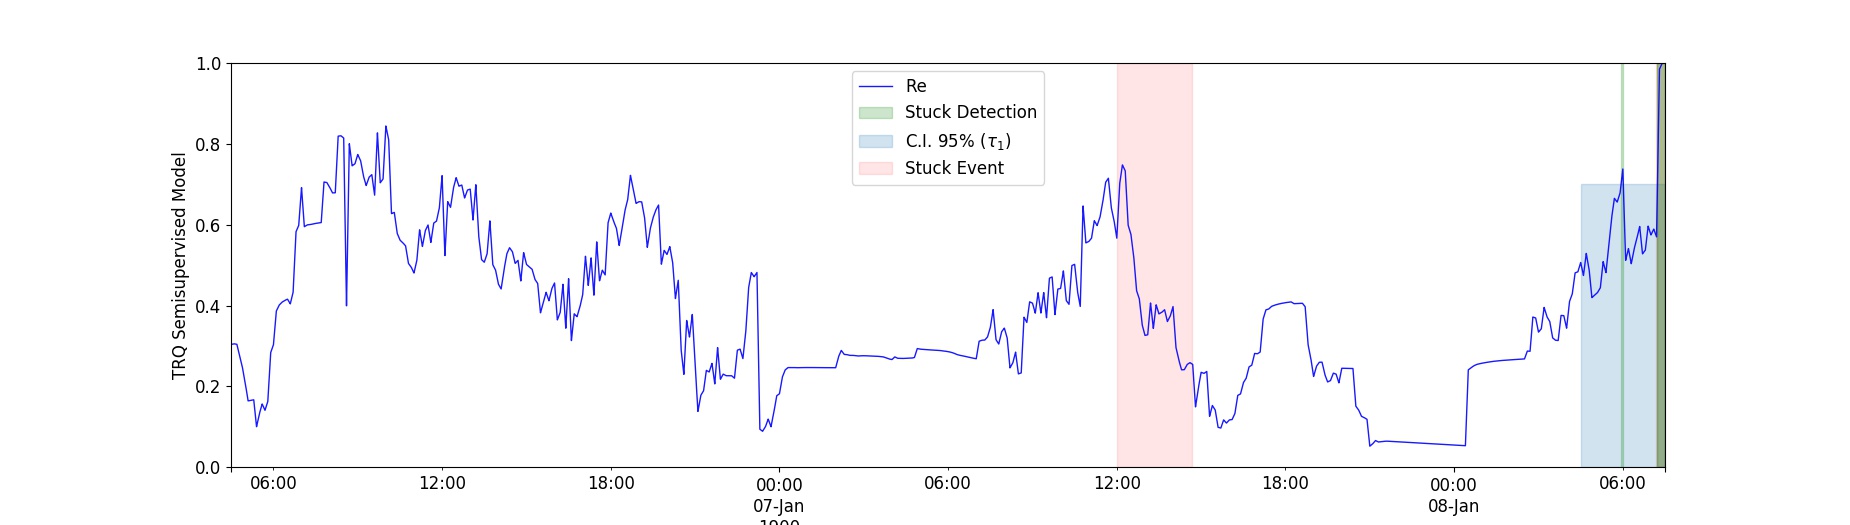 TRQ Semisupervised Model
1.0
0.8
0.6
0.4
0.2
0.0
Re
Stuck Detection
C.I. 95% (τ₁)
Stuck Event
06:00 12:00 18:00 00:00 06:00 12:00 18:00 00:00 06:00
07-Jan 08-Jan